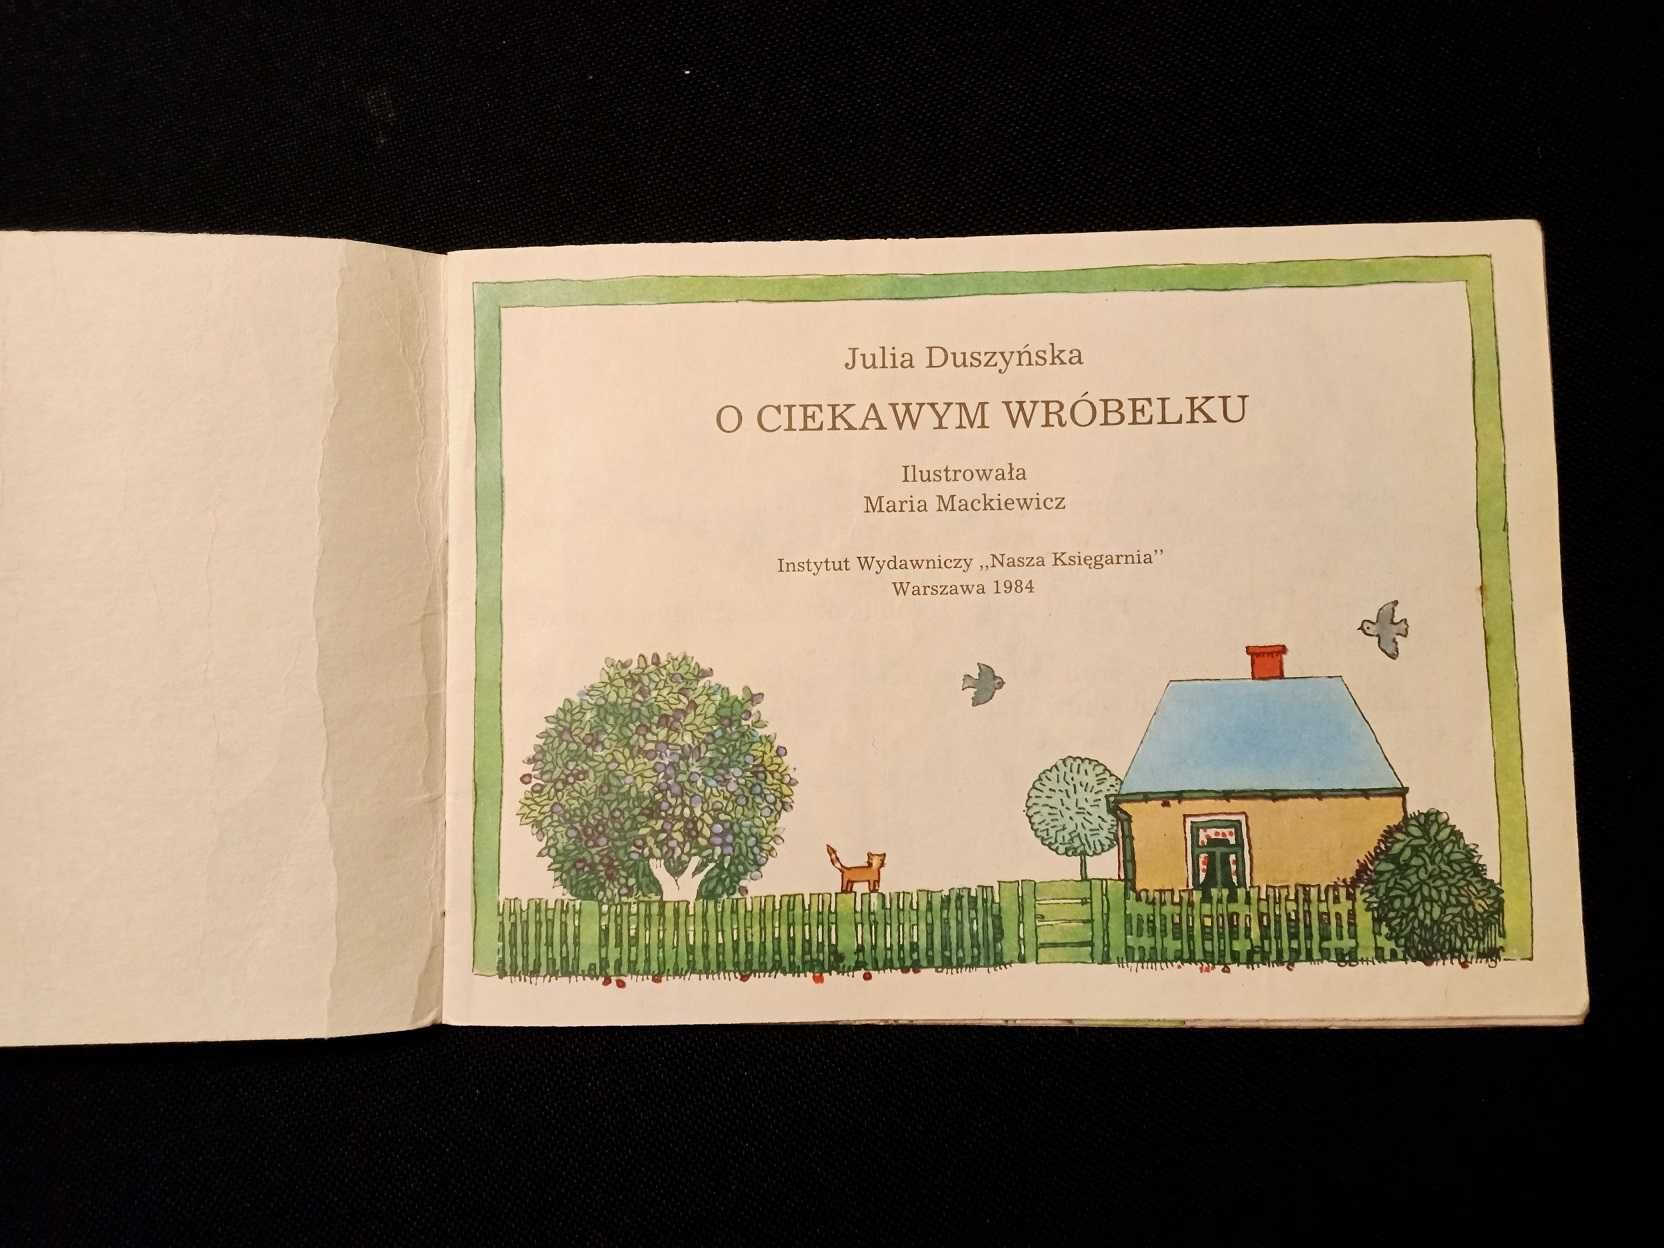 Julia Duszyńska
O CIEKAWYM WRÓBELKU
Ilustrowała
Maria Mackiewicz
Instytut Wydawniczy ,,Nasza Księgarnia’’
Warszawa 1984